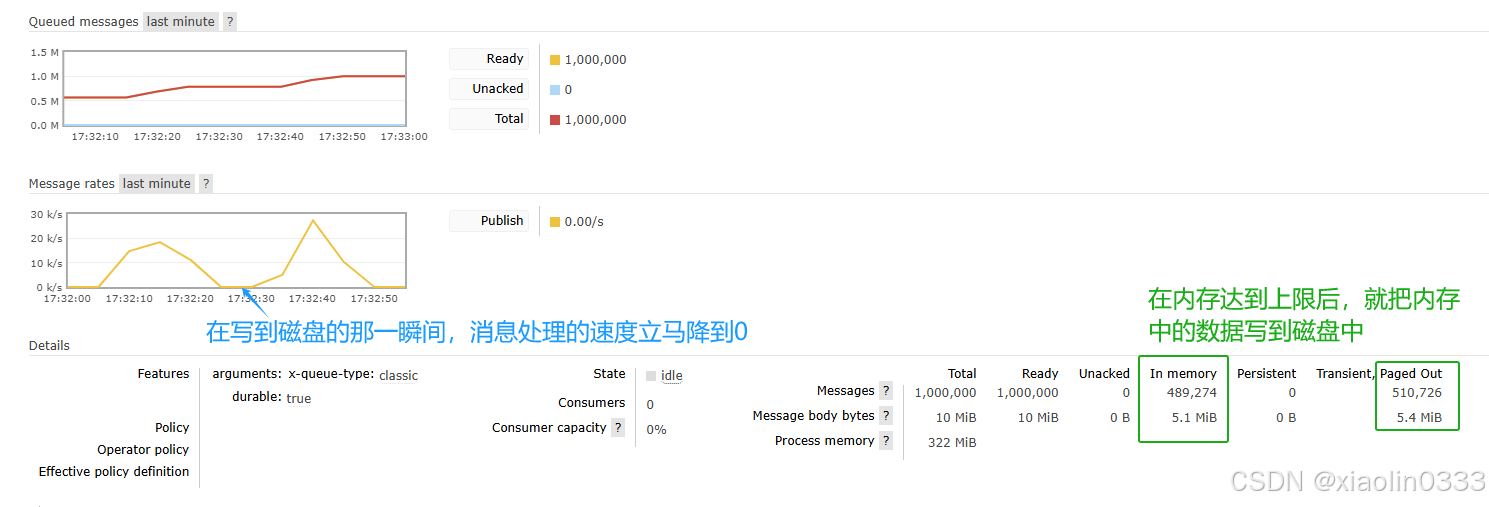 Queued messages last minute ?
1.5 M
1.0 M
0.5 M
0.0 M
17:32:10 17:32:20 17:32:30 17:32:40 17:32:50 17:33:00
Ready 1,000,000
Unacked 0
Total 1,000,000
Message rates last minute ?
30 k/s
20 k/s
10 k/s
0 k/s
17:32:00 17:32:10 17:32:20 17:32:30 17:32:40 17:32:50
Publish 0.00/s
在写到磁盘的那一瞬间，消息处理的速度立马降到0
在内存达到上限后，就把内存
中的数据写到磁盘中
Details
Features arguments: x-queue-type: classic
durable: true
Policy
Operator policy
Effective policy definition
State idle
Consumers 0
Consumer capacity ? 0%
Total Ready Unacked In memory Persistent Transient, Paged Out
Messages ? 1,000,000 1,000,000 0 489,274 0 510,726
Message body bytes ? 10 MiB 10 MiB 0 B 5.1 MiB 0 B 5.4 MiB
Process memory ? 322 MiB
CSDN @xiaolin0333